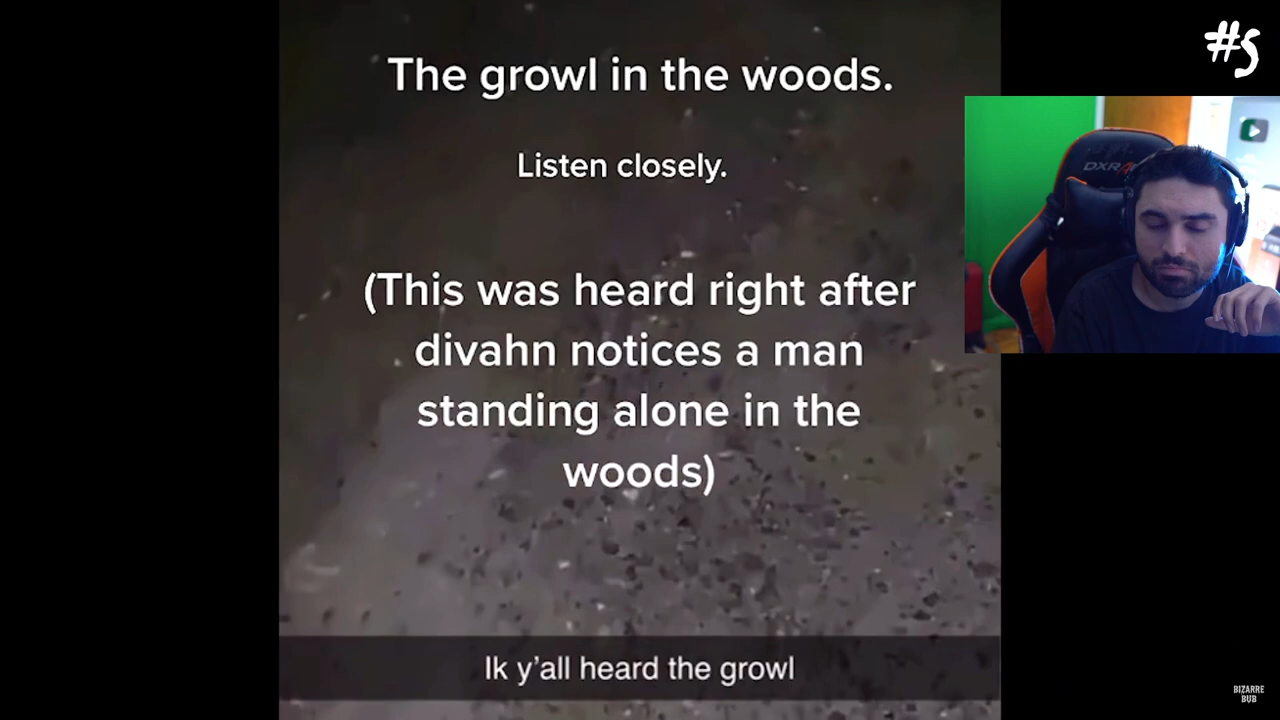 #5
The growl in the woods.
Listen closely.
DXR
(This was heard right after
divahn notices a man
standing alone in the
woods)
Ik y'all heard the growl
BIZARRE
BUB